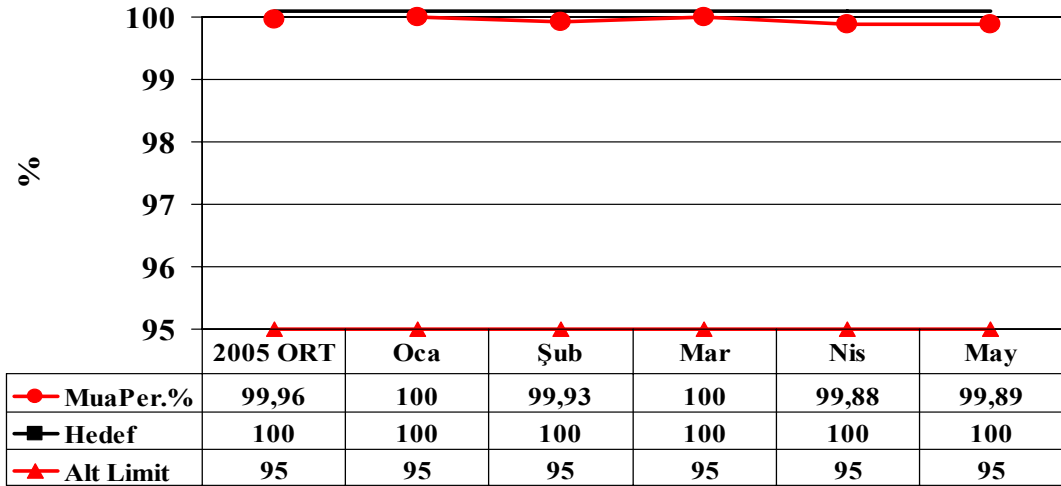 100
99
98
97
96
95
%
2005 ORT Oca Şub Mar Nis May
MuaPer.% 99,96 100 99,93 100 99,88 99,89
Hedef 100 100 100 100 100 100
Alt Limit 95 95 95 95 95 95